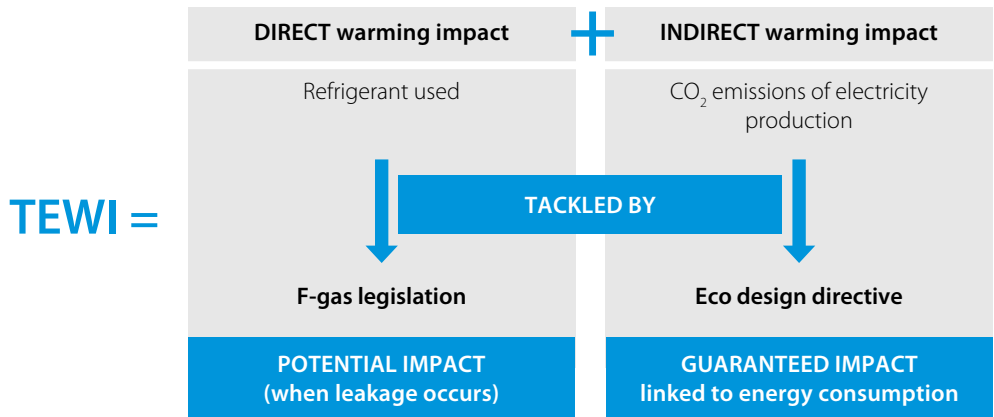 TEWI =
DIRECT warming impact
+
INDIRECT warming impact
Refrigerant used
CO₂ emissions of electricity
production
TACKLED BY
F-gas legislation
Eco design directive
POTENTIAL IMPACT
(when leakage occurs)
GUARANTEED IMPACT
linked to energy consumption